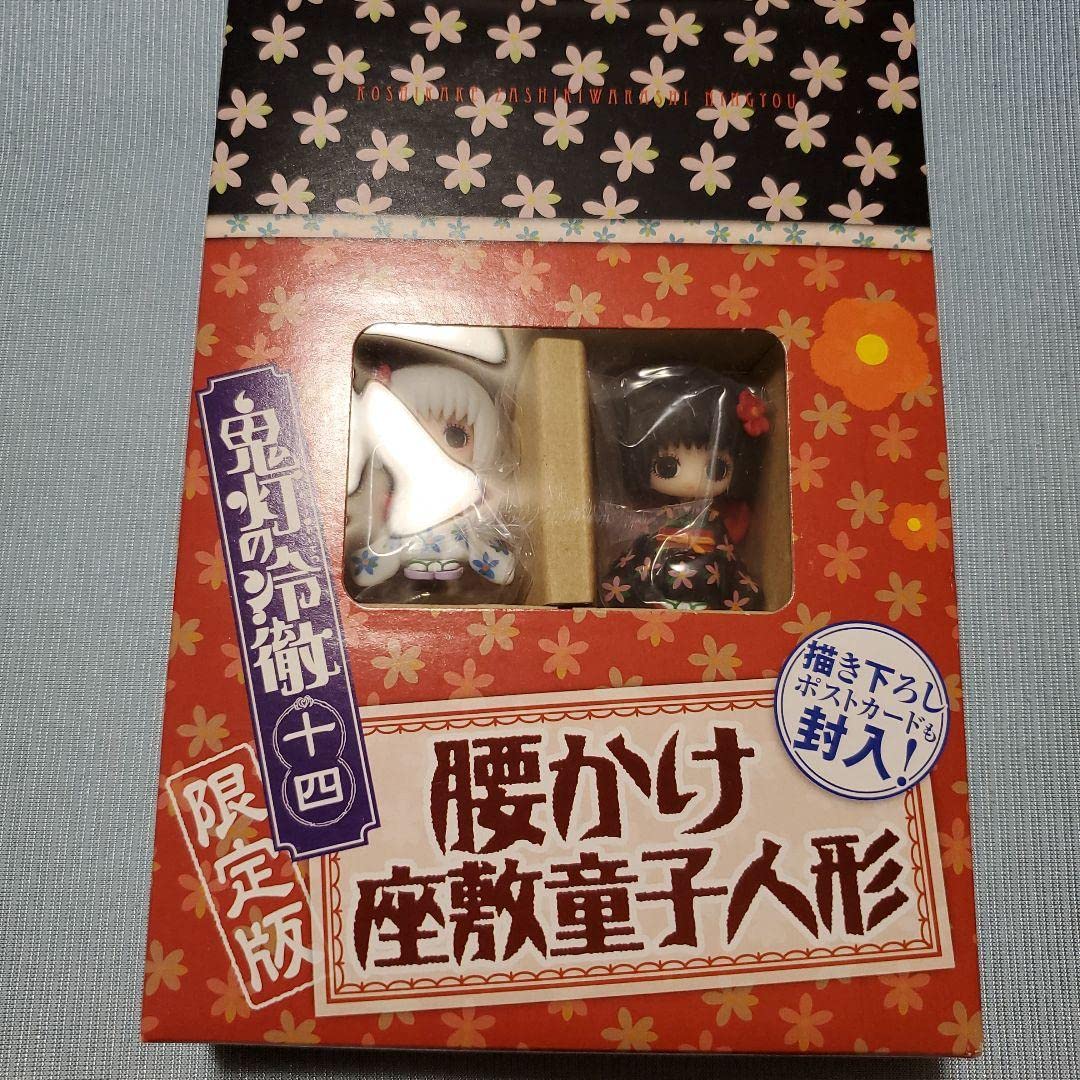 KOSHIKAKE ZASHIKIWARASHI NINGYOU
鬼灯の冷徹
十四
限定版
描き下ろし
ポストカードも
封入!
腰かけ
座敷童子人形